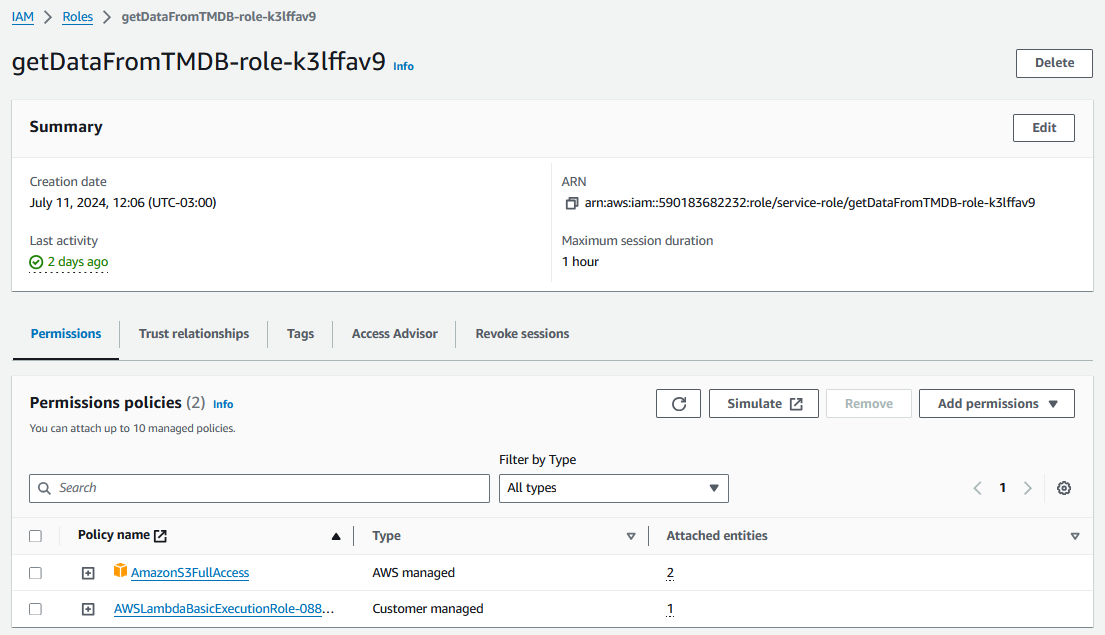 IAM > Roles > getDataFromTMDB-role-k3lffav9
getDataFromTMDB-role-k3lffav9 Info
Delete
Summary
Edit
Creation date
July 11, 2024, 12:06 (UTC-03:00)
ARN
arn:aws:iam::590183682232:role/service-role/getDataFromTMDB-role-k3lffav9
Last activity
2 days ago
Maximum session duration
1 hour
Permissions Trust relationships Tags Access Advisor Revoke sessions
Permissions policies (2) Info
Simulate Remove Add permissions
You can attach up to 10 managed policies.
Filter by Type
Search All types 1
Policy name Type Attached entities
AmazonS3FullAccess AWS managed 2
AWSLambdaBasicExecutionRole-088... Customer managed 1